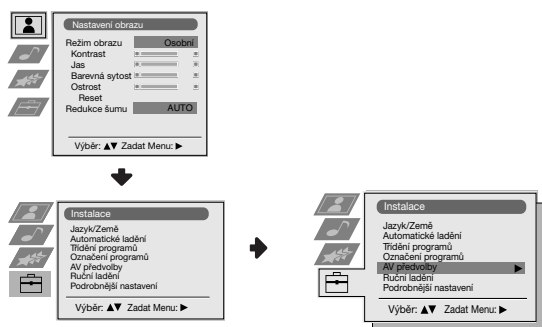 Nastavení obrazu
Režim obrazu Osobní
Kontrast
Jas
Barevná sytost
Ostrost
Reset
Redukce šumu AUTO
Výběr: ▲▼ Zadat Menu: ▶
Instalace
Jazyk/Země
Automatické ladění
Třídění programů
Označení programů
AV předvolby
Ruční ladění
Podrobnější nastavení
Výběr: ▲▼ Zadat Menu: ▶
Instalace
Jazyk/Země
Automatické ladění
Třídění programů
Označení programů
AV předvolby ▶
Ruční ladění
Podrobnější nastavení
Výběr: ▲▼ Zadat Menu: ▶